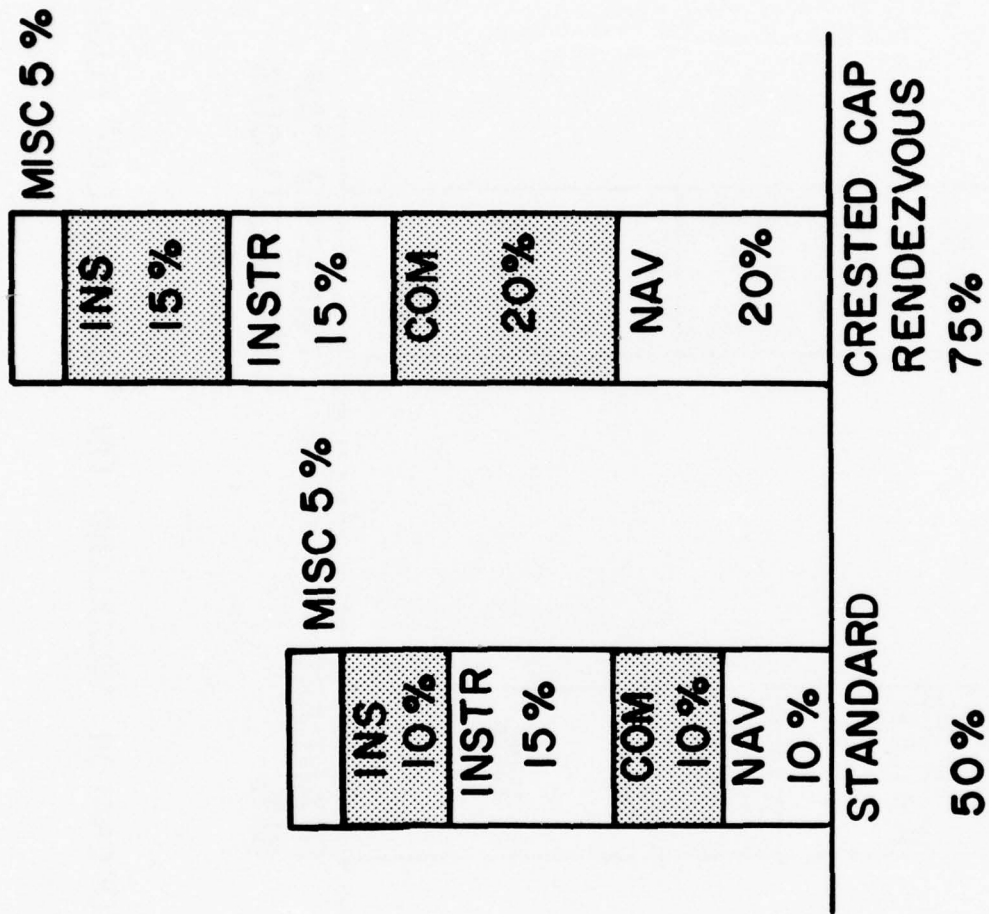 MISC 5%
INS
10%
INSTR
15%
COM
10%
NAV
10%
STANDARD
50%
MISC 5%
INS
15%
INSTR
15%
COM
20%
NAV
20%
CRESTED CAP
RENDEZVOUS
75%